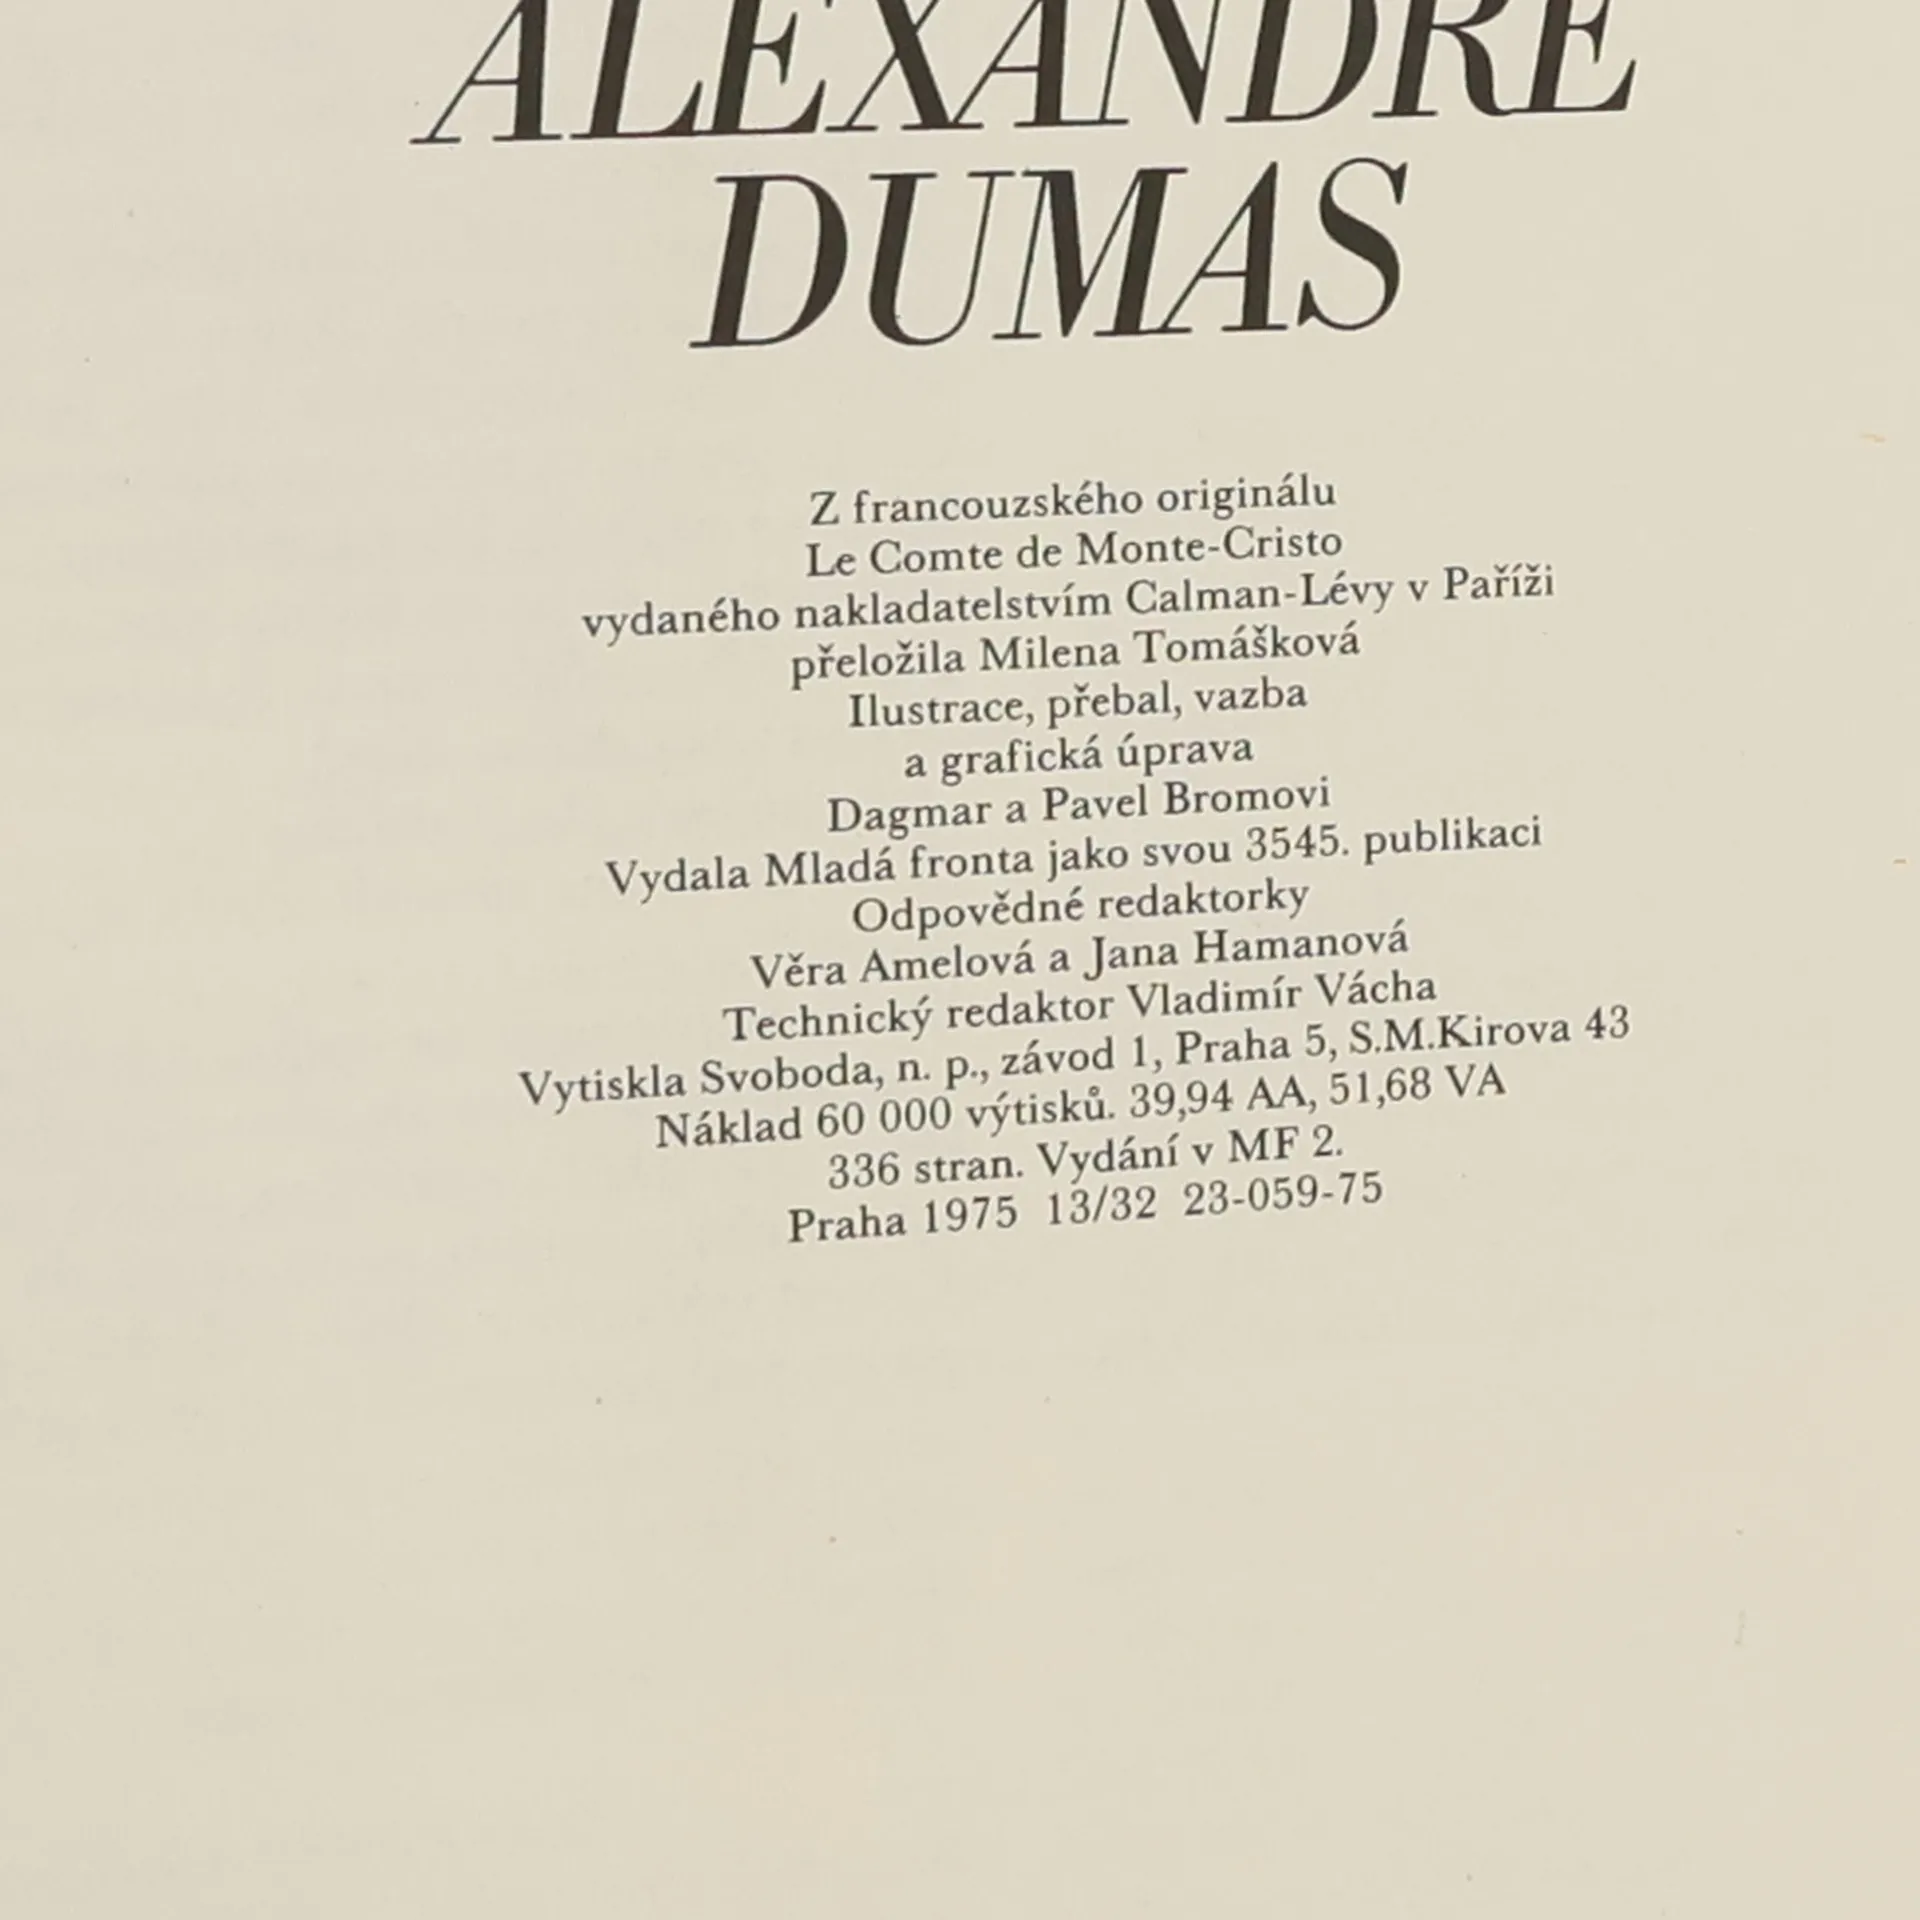 ALEXANDRE
DUMAS
Z francouzského originálu
Le Comte de Monte-Cristo
vydaného nakladatelstvím Calman-Lévy v Paříži
přeložila Milena Tomášková
Ilustrace, přebal, vazba
a grafická úprava
Dagmar a Pavel Bromovi
Vydala Mladá fronta jako svou 3545. publikaci
Odpovědné redaktorky
Věra Amelová a Jana Hamanová
Technický redaktor Vladimír Vácha
Vytiskla Svoboda, n. p., závod 1, Praha 5, S.M.Kirova 43
Náklad 60 000 výtisků. 39,94 AA, 51,68 VA
336 stran. Vydání v MF 2.
Praha 1975 13/32 23-059-75